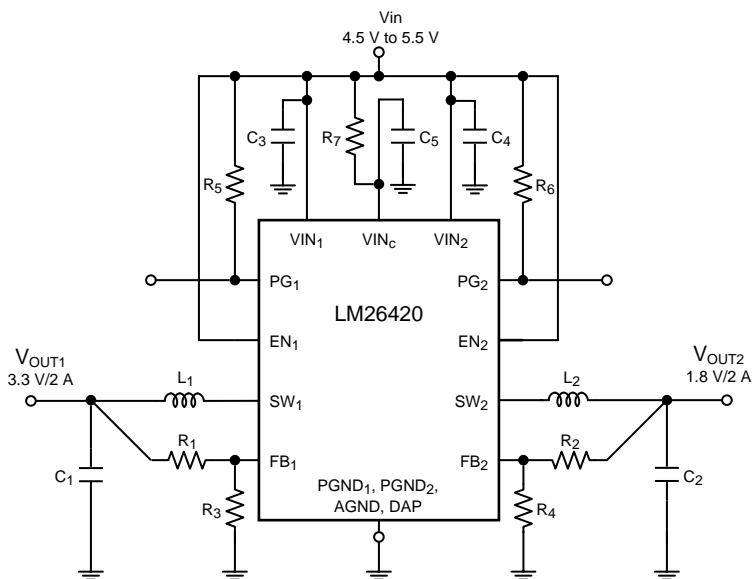 Vin
4.5 V to 5.5 V
C3
R7
C5
C4
R5
R6
VIN1
VINc
VIN2
PG1
PG2
LM26420
EN1
EN2
VOUT1
3.3 V/2 A
L1
SW1
SW2
L2
VOUT2
1.8 V/2 A
R1
FB1
FB2
R2
C1
R3
PGND1, PGND2,
AGND, DAP
R4
C2